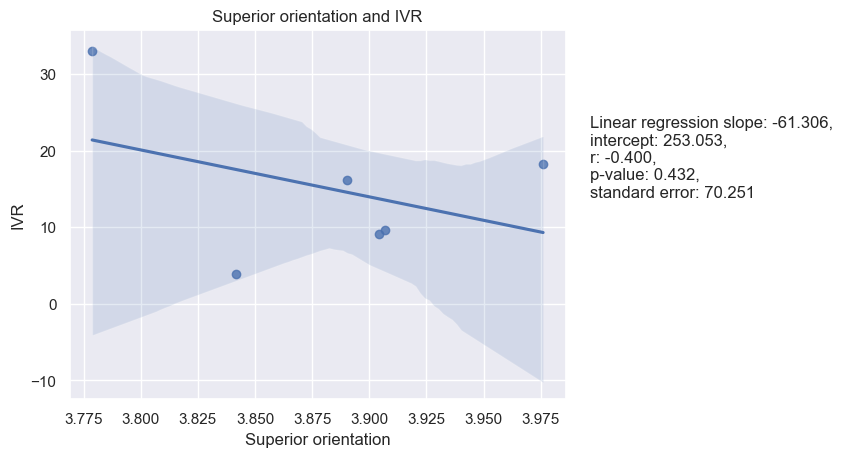 Superior orientation and IVR
30
20
10
0
−10
IVR
3.775 3.800 3.825 3.850 3.875 3.900 3.925 3.950 3.975
Superior orientation
Linear regression slope: -61.306,
intercept: 253.053,
r: -0.400,
p-value: 0.432,
standard error: 70.251